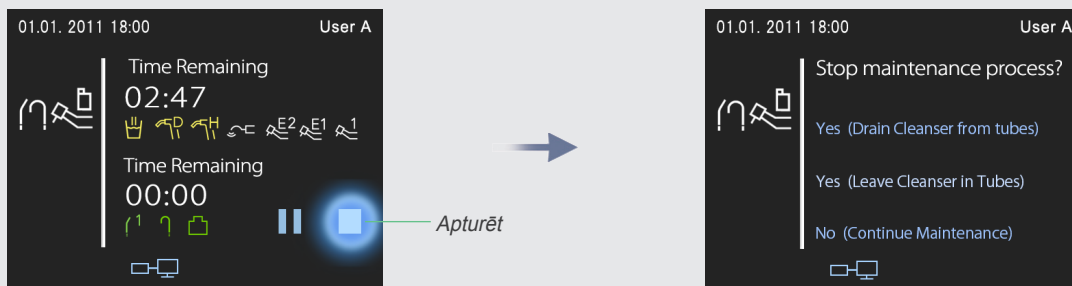 01.01. 2011 18:00 User A
Time Remaining
02:47
D H E2 E1 1
Time Remaining
00:00
1
Apturēt
01.01. 2011 18:00 User A
Stop maintenance process?
Yes (Drain Cleanser from tubes)
Yes (Leave Cleanser in Tubes)
No (Continue Maintenance)